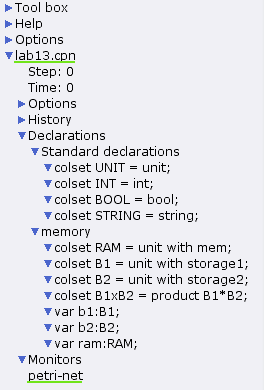 Tool box
Help
Options
lab13.cpn
Step: 0
Time: 0
Options
History
Declarations
Standard declarations
colset UNIT = unit;
colset INT = int;
colset BOOL = bool;
colset STRING = string;
memory
colset RAM = unit with mem;
colset B1 = unit with storage1;
colset B2 = unit with storage2;
colset B1xB2 = product B1*B2;
var b1:B1;
var b2:B2;
var ram:RAM;
Monitors
petri-net